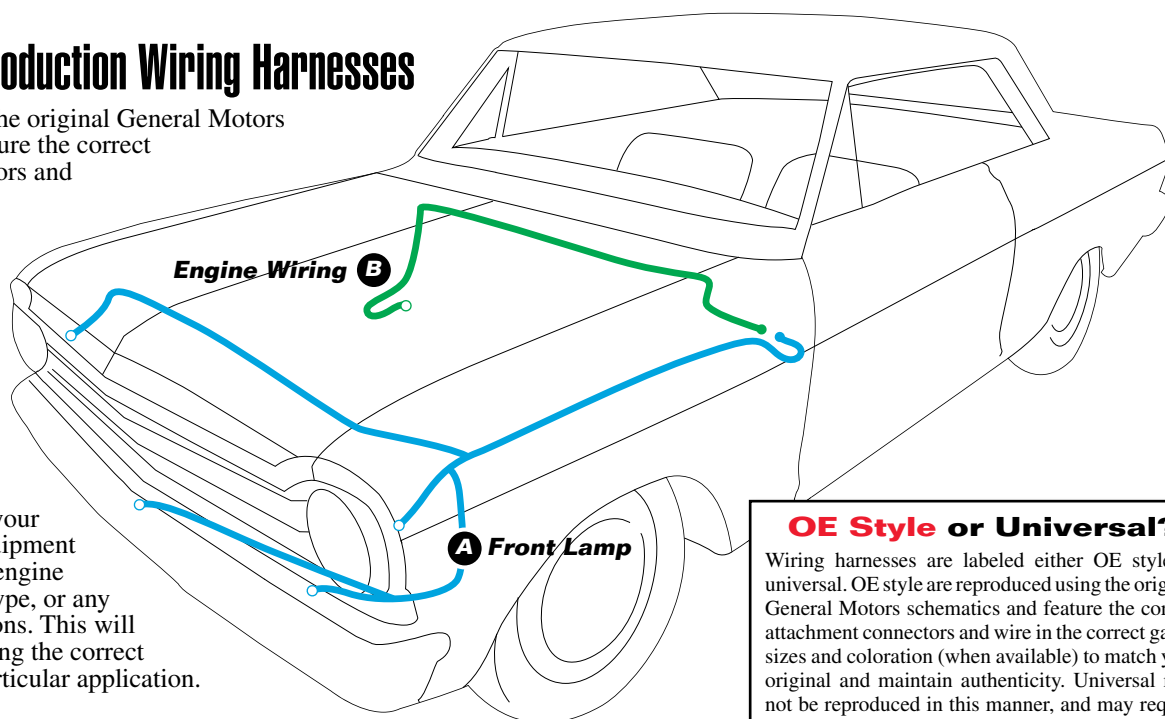 oduction Wiring Harnesses
he original General Motors
ure the correct
ors and
Engine Wiring B
your
uipment
engine
ype, or any
ons. This will
ng the correct
rticular application.
A Front Lamp
OE Style or Universal?
Wiring harnesses are labeled either OE style
universal. OE style are reproduced using the orig
General Motors schematics and feature the cor
attachment connectors and wire in the correct ga
sizes and coloration (when available) to match y
original and maintain authenticity. Universal
not be reproduced in this manner, and may req